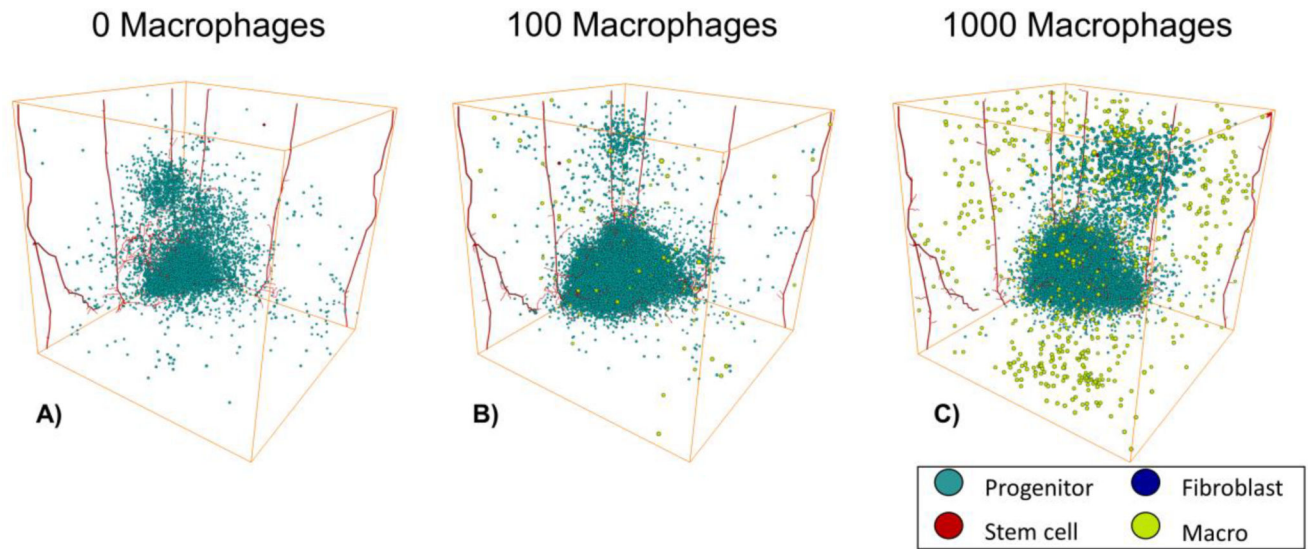 0 Macrophages
100 Macrophages
1000 Macrophages
A)
B)
C)
Progenitor
Fibroblast
Stem cell
Macro